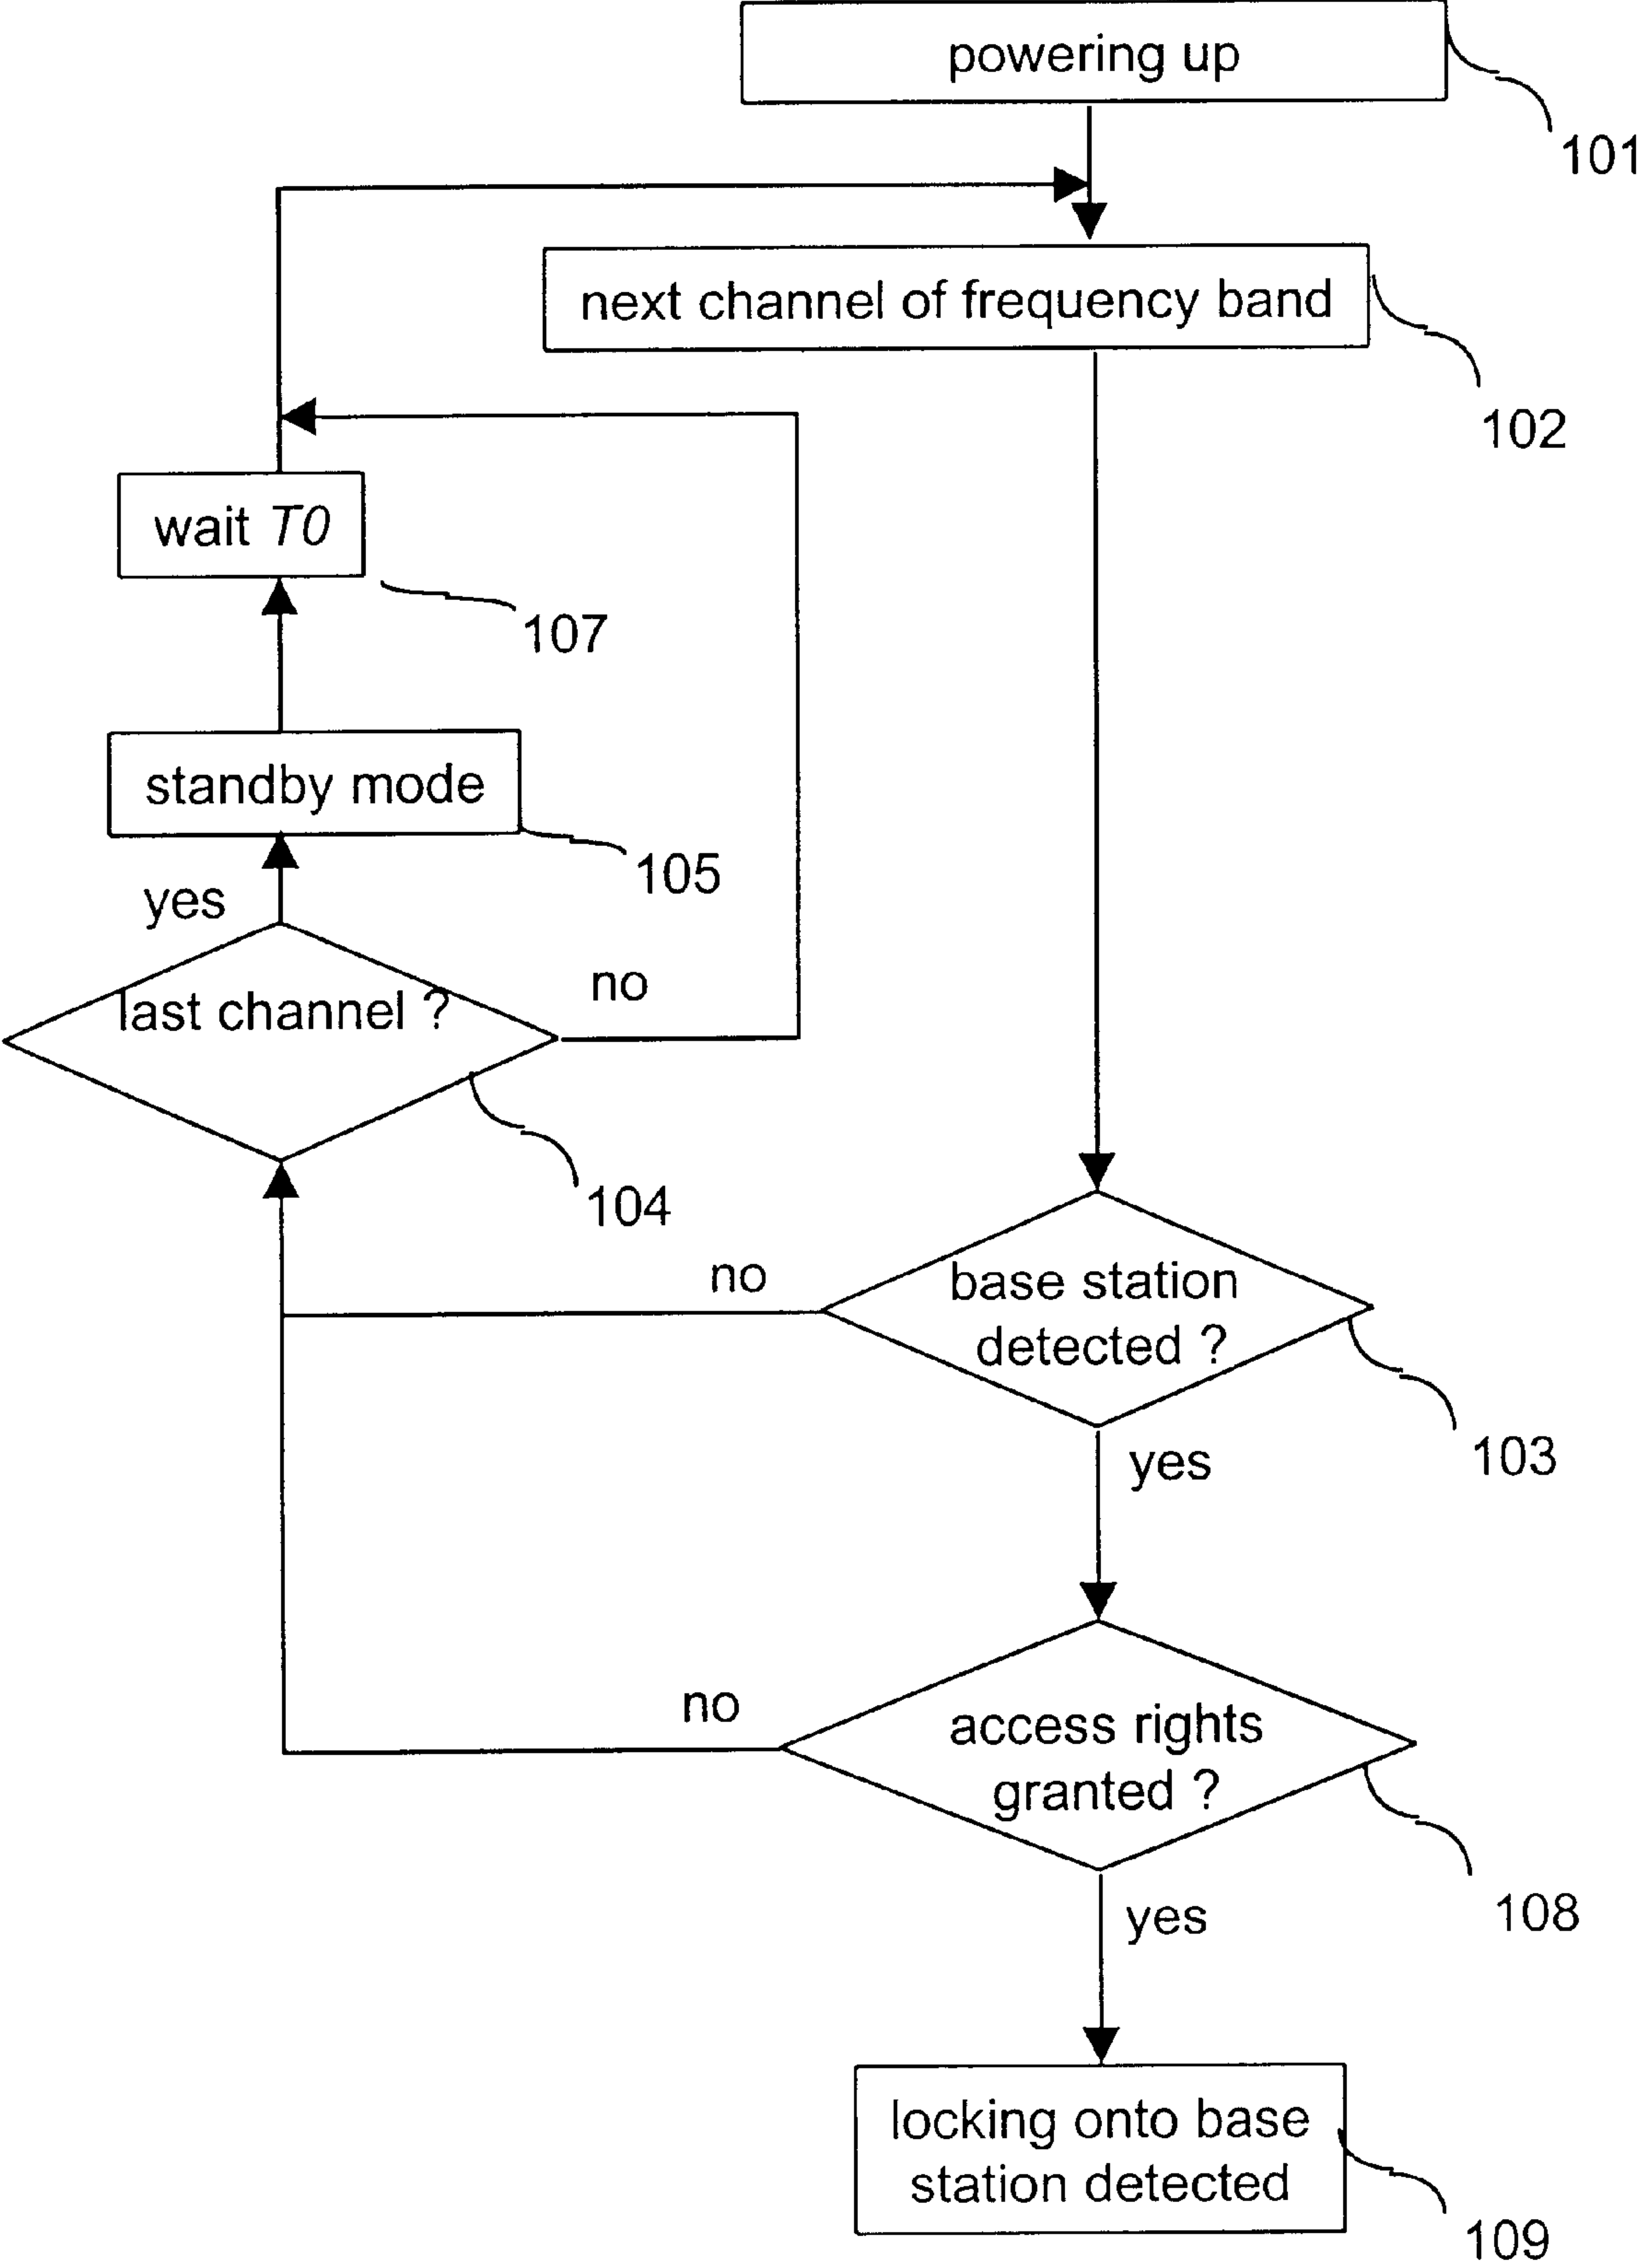 powering up
101
next channel of frequency band
102
wait T0
107
standby mode
105
yes
last channel ?
no
104
no
base station
detected ?
103
yes
no
access rights
granted ?
108
yes
locking onto base
station detected
109